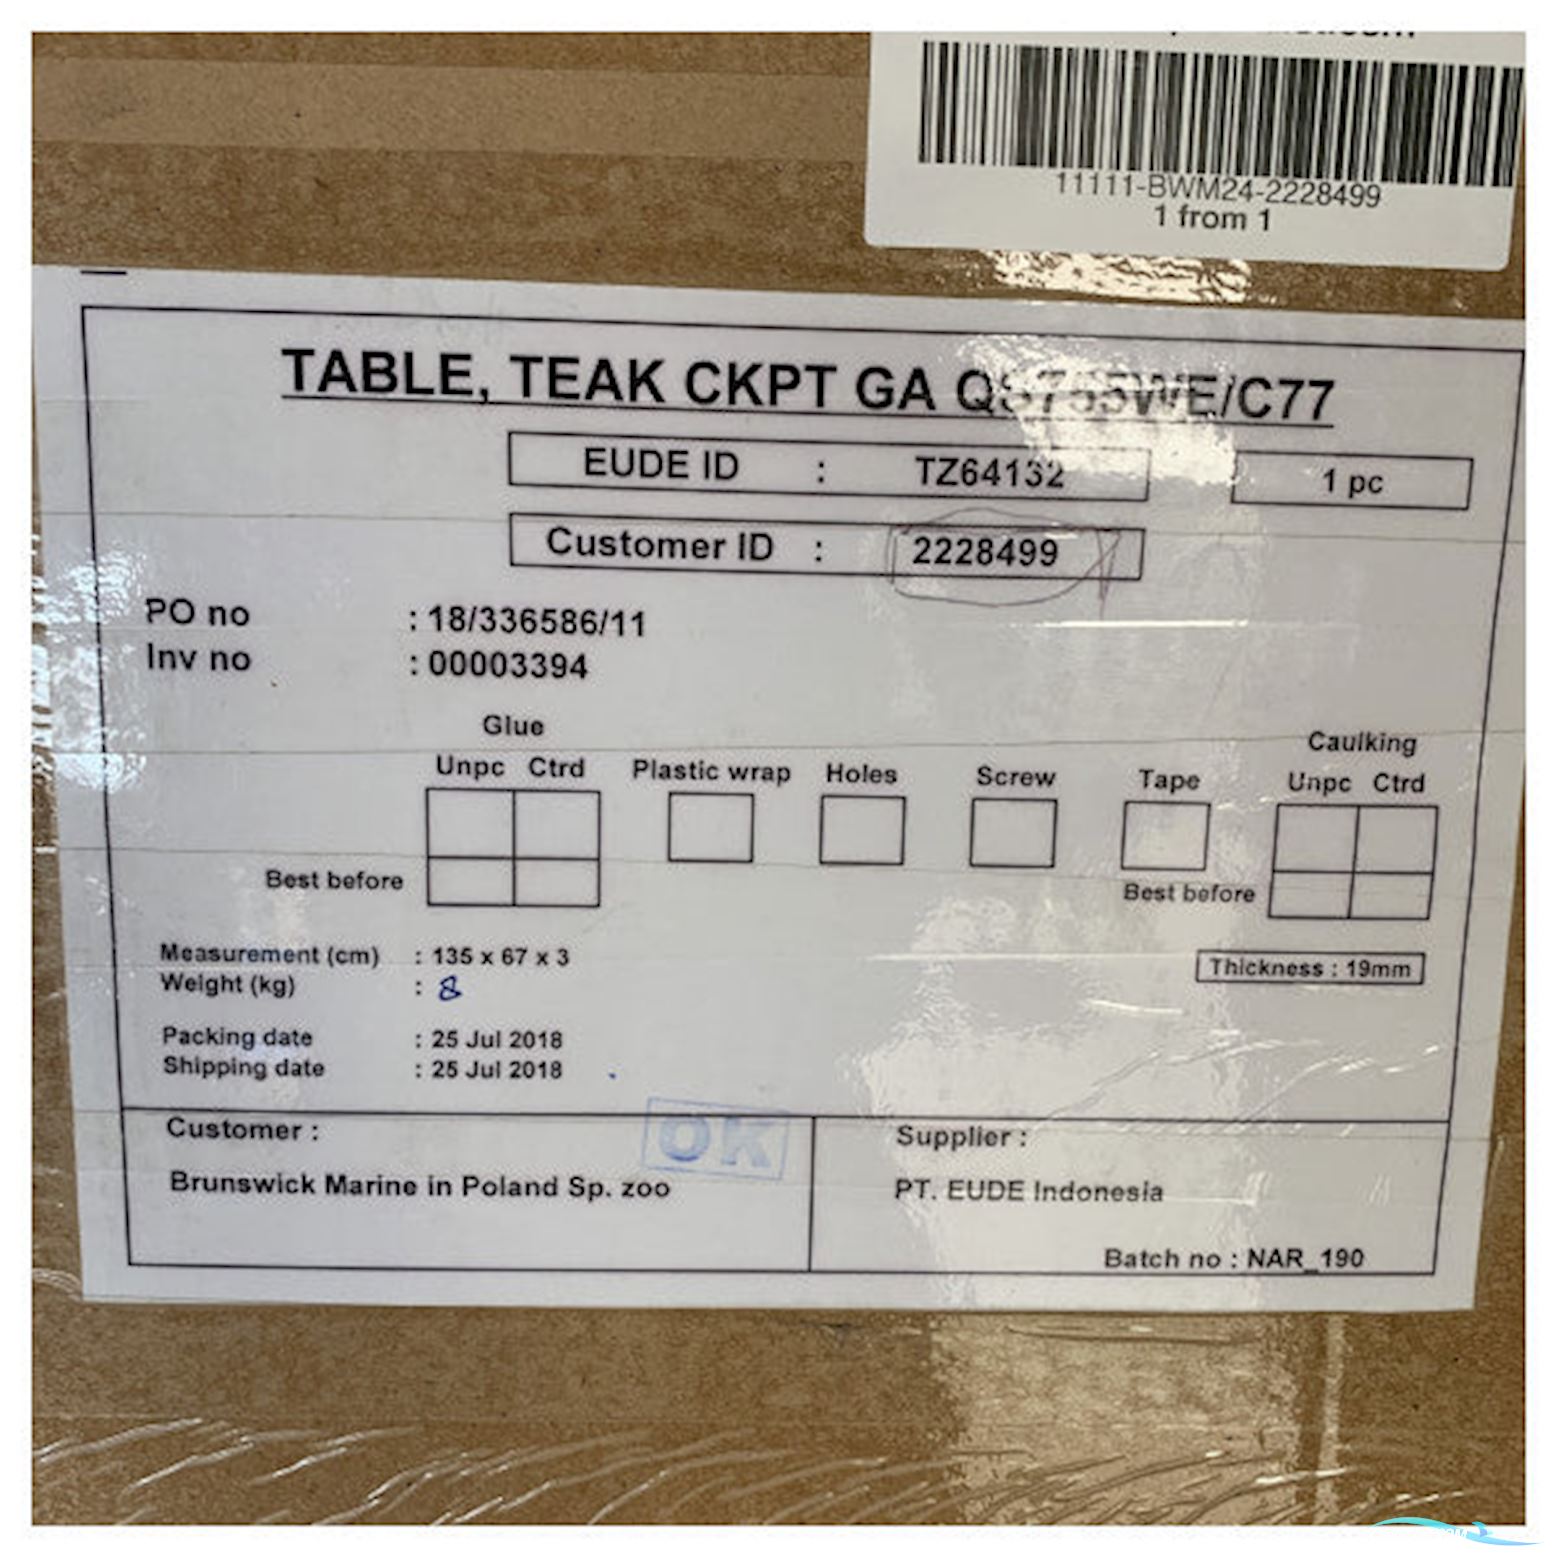 11111-BWM24-2228499
1 from 1
TABLE, TEAK CKPT GA QS755WE/C77
EUDE ID : TZ64132
1 pc
Customer ID : 2228499
PO no : 18/336586/11
Inv no : 00003394
Glue
Caulking
Unpc Ctrd Plastic wrap Holes Screw Tape Unpc Ctrd
Best before
Best before
Measurement (cm) : 135 x 67 x 3
Thickness : 19mm
Weight (kg) : 8
Packing date : 25 Jul 2018
Shipping date : 25 Jul 2018
OK
Customer :
Supplier :
Brunswick Marine in Poland Sp. zoo
PT. EUDE Indonesia
Batch no : NAR_190